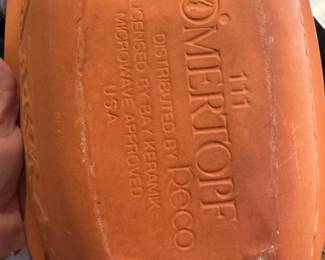 111
RÖMERTOPF
DISTRIBUTED BY reco
LICENSED BY BAY KERAMIK
MICROWAVE APPROVED
USA